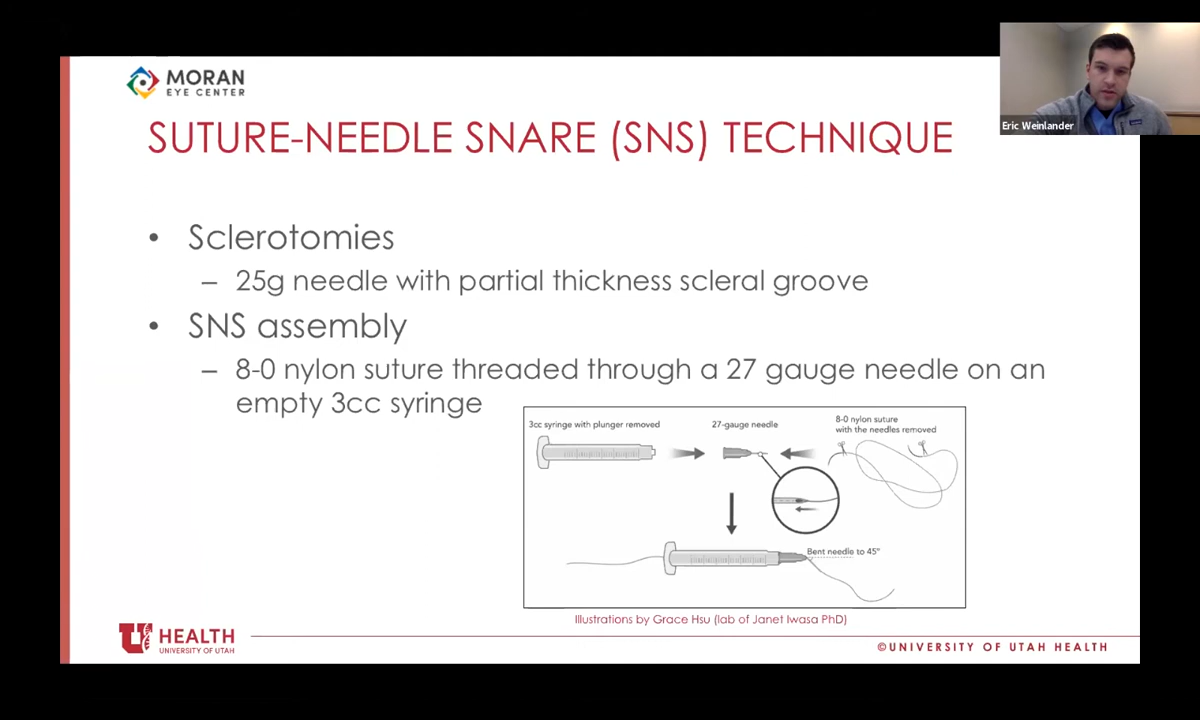 MORAN
EYE CENTER
Eric Weinlander
SUTURE-NEEDLE SNARE (SNS) TECHNIQUE
• Sclerotomies
– 25g needle with partial thickness scleral groove
• SNS assembly
– 8-0 nylon suture threaded through a 27 gauge needle on an
empty 3cc syringe
3cc syringe with plunger removed
27-gauge needle
8-0 nylon suture
with the needles removed
Bent needle to 45°
Illustrations by Grace Hsu (lab of Janet Iwasa PhD)
U HEALTH
UNIVERSITY OF UTAH
©UNIVERSITY OF UTAH HEALTH